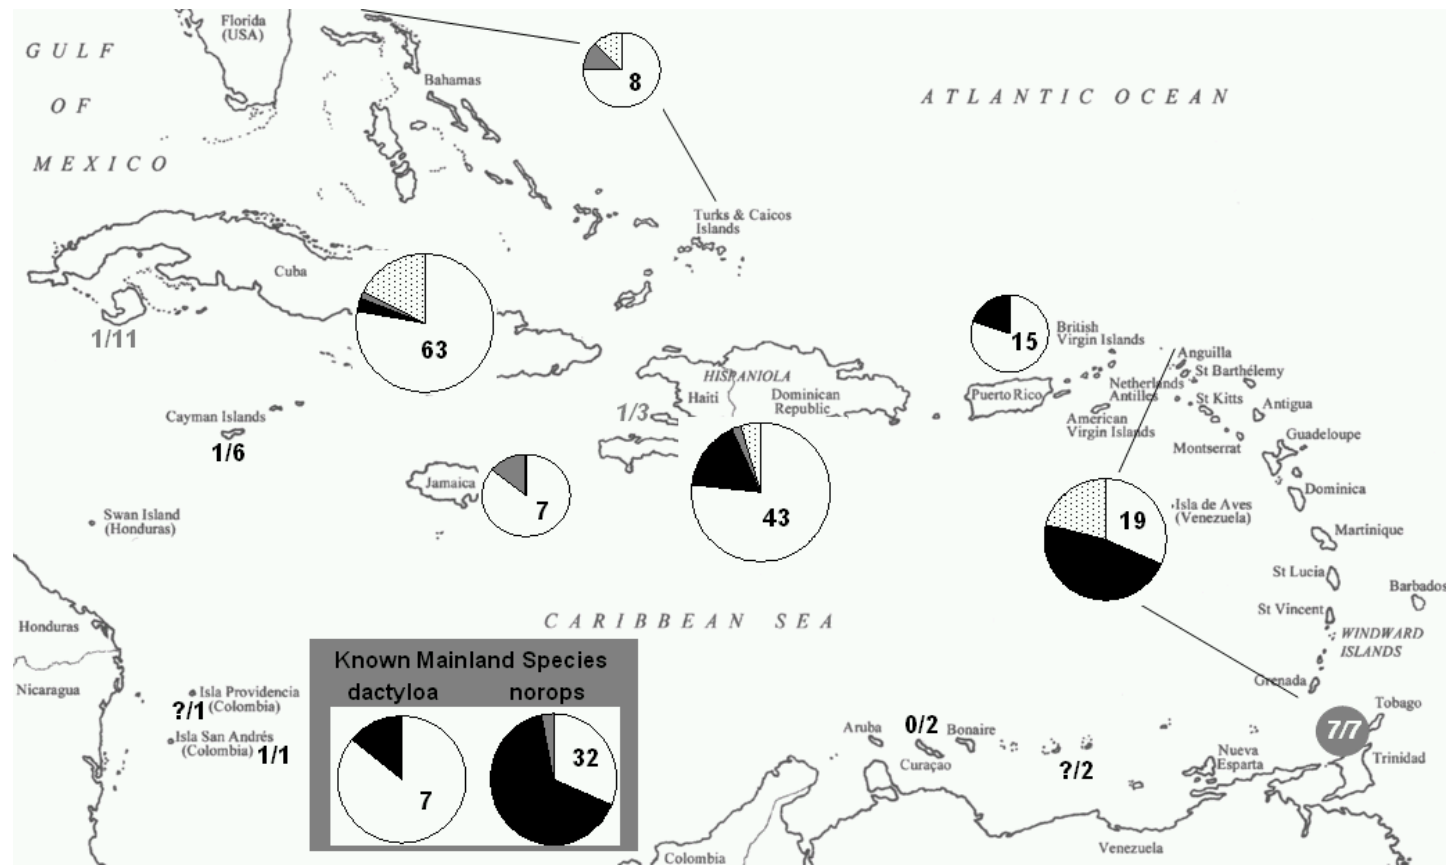 Florida
(USA)
GULF
OF
MEXICO
Bahamas
8
ATLANTIC OCEAN
Turks & Caicos
Islands
Cuba
1/11
63
15
British
Virgin Islands
Anguilla
St Barthélemy
HISPANIOLA
Haiti
Dominican
Republic
1/3
Puerto Rico
Netherlands
Antilles
American
Virgin Islands
St Kitts
Antigua
Montserrat
Guadeloupe
Cayman Islands
1/6
Jamaica
7
43
19
Isla de Aves
(Venezuela)
Dominica
Martinique
Swan Island
(Honduras)
St Lucia
Barbados
St Vincent
WINDWARD
ISLANDS
CARIBBEAN SEA
Honduras
Nicaragua
Isla Providencia
(Colombia)
?/1
Isla San Andrés
(Colombia)
1/1
Known Mainland Species
dactyloa norops
7
32
Grenada
Tobago
7/7
Trinidad
Aruba
0/2
Bonaire
Curaçao
?/2
Nueva
Esparta
Colombia
Venezuela